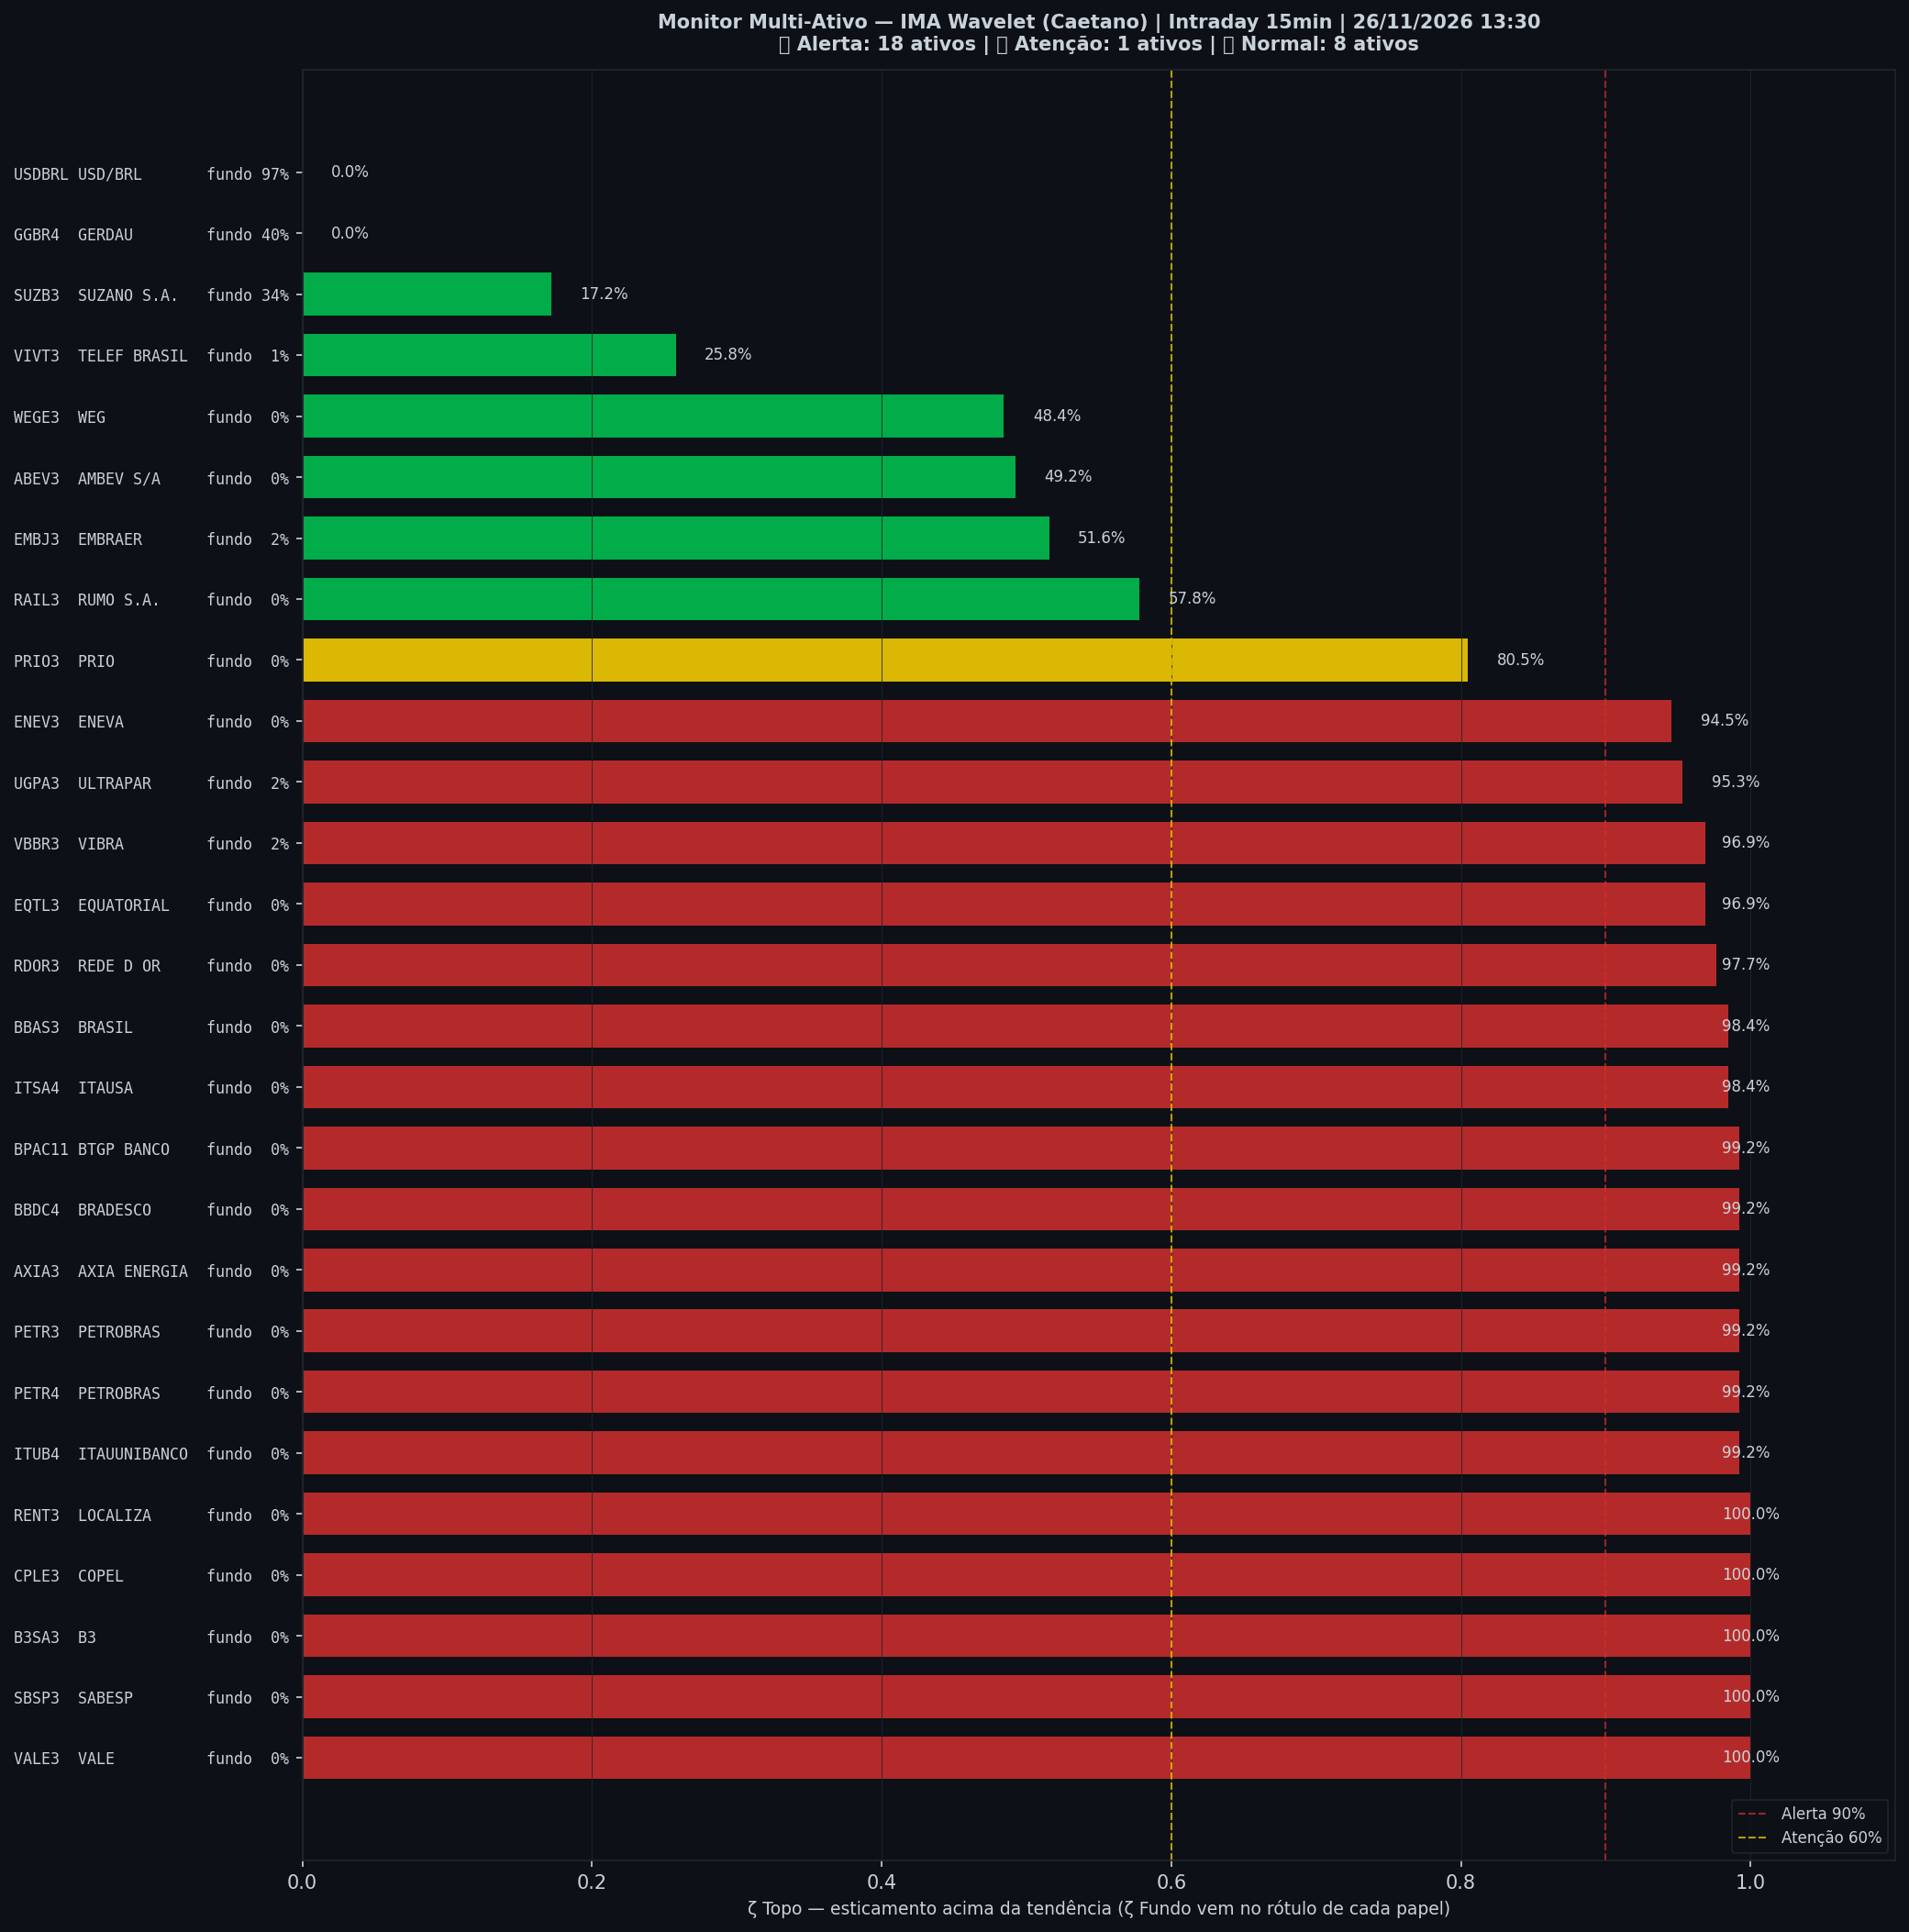 Monitor Multi-Ativo — IMA Wavelet (Caetano) | Intraday 15min | 26/11/2026 13:30
Alerta: 18 ativos | Atenção: 1 ativos | Normal: 8 ativos
USDBRL USD/BRL fundo 97% 0.0%
GGBR4 GERDAU fundo 40% 0.0%
SUZB3 SUZANO S.A. fundo 34% 17.2%
VIVT3 TELEF BRASIL fundo 1% 25.8%
WEGE3 WEG fundo 0% 48.4%
ABEV3 AMBEV S/A fundo 0% 49.2%
EMBJ3 EMBRAER fundo 2% 51.6%
RAIL3 RUMO S.A. fundo 0% 57.8%
PRIO3 PRIO fundo 0% 80.5%
ENEV3 ENEVA fundo 0% 94.5%
UGPA3 ULTRAPAR fundo 2% 95.3%
VBBR3 VIBRA fundo 2% 96.9%
EQTL3 EQUATORIAL fundo 0% 96.9%
RDOR3 REDE D OR fundo 0% 97.7%
BBAS3 BRASIL fundo 0% 98.4%
ITSA4 ITAUSA fundo 0% 98.4%
BPAC11 BTGP BANCO fundo 0% 99.2%
BBDC4 BRADESCO fundo 0% 99.2%
AXIA3 AXIA ENERGIA fundo 0% 99.2%
PETR3 PETROBRAS fundo 0% 99.2%
PETR4 PETROBRAS fundo 0% 99.2%
ITUB4 ITAUUNIBANCO fundo 0% 99.2%
RENT3 LOCALIZA fundo 0% 100.0%
CPLE3 COPEL fundo 0% 100.0%
B3SA3 B3 fundo 0% 100.0%
SBSP3 SABESP fundo 0% 100.0%
VALE3 VALE fundo 0% 100.0%
Alerta 90%
Atenção 60%
0.0 0.2 0.4 0.6 0.8 1.0
ζ Topo — esticamento acima da tendência (ζ Fundo vem no rótulo de cada papel)